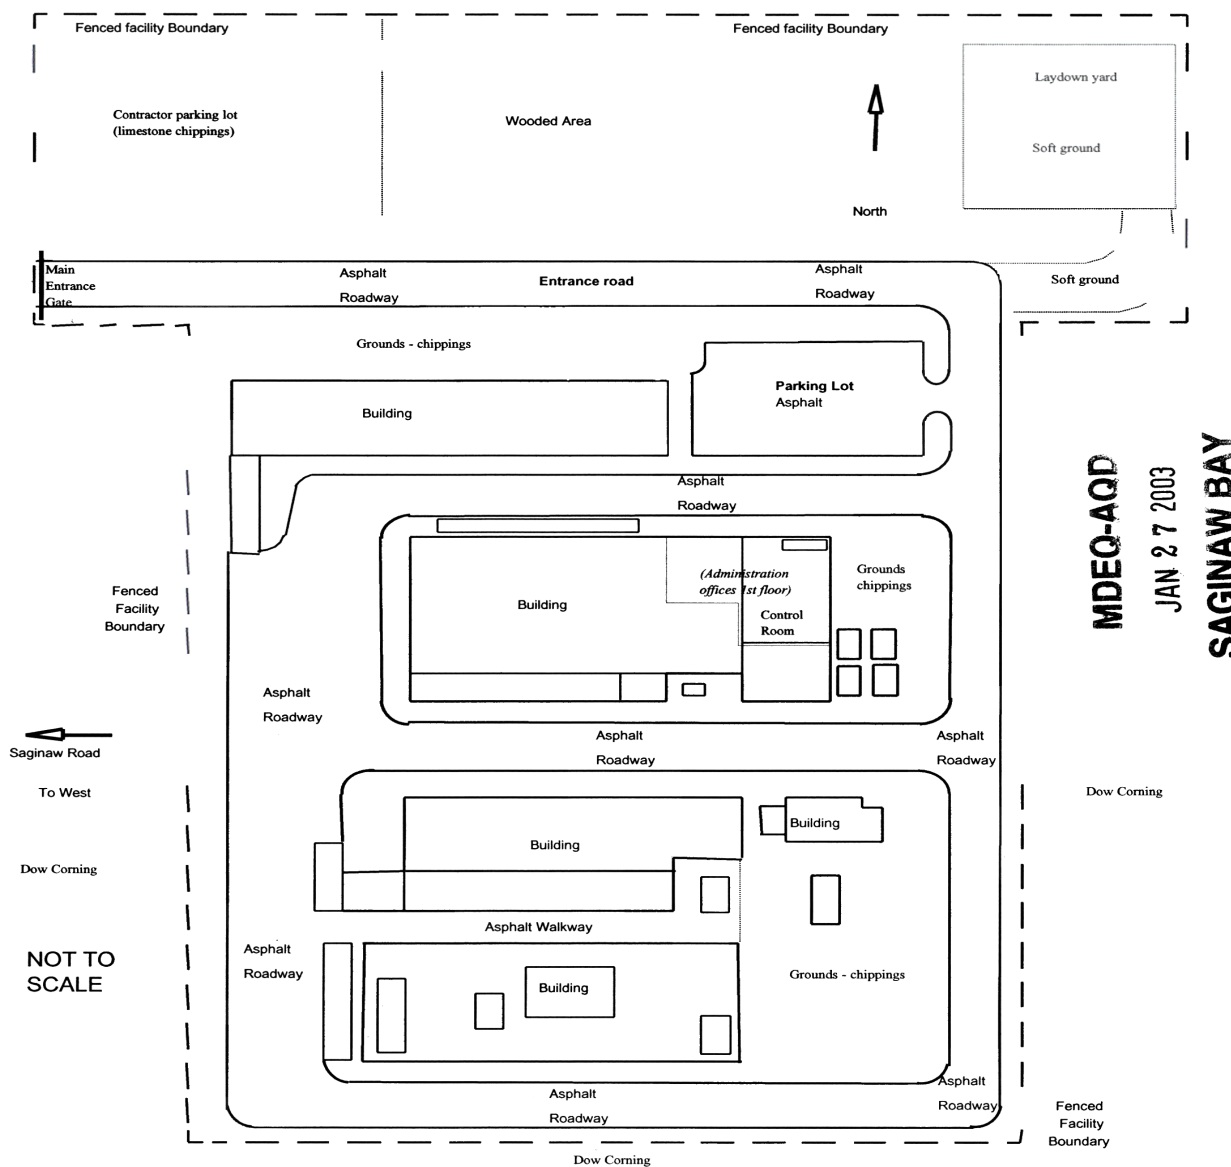 Fenced facility Boundary
Fenced facility Boundary
Laydown yard
Contractor parking lot
(limestone chippings)
Wooded Area
Soft ground
North
Main
Entrance
Gate
Asphalt
Roadway
Entrance road
Asphalt
Roadway
Soft ground
Grounds - chippings
Parking Lot
Asphalt
Building
Asphalt
Roadway
MDEQ-AQD
JAN 27 2003
SAGINAW BAY
(Administration
offices 1st floor)
Grounds
chippings
Building
Control
Room
Fenced
Facility
Boundary
Asphalt
Roadway
Saginaw Road
To West
Asphalt
Roadway
Asphalt
Roadway
Dow Corning
Building
Building
Dow Corning
Asphalt Walkway
NOT TO
SCALE
Asphalt
Roadway
Building
Grounds - chippings
Asphalt
Roadway
Asphalt
Roadway
Fenced
Facility
Boundary
Dow Corning